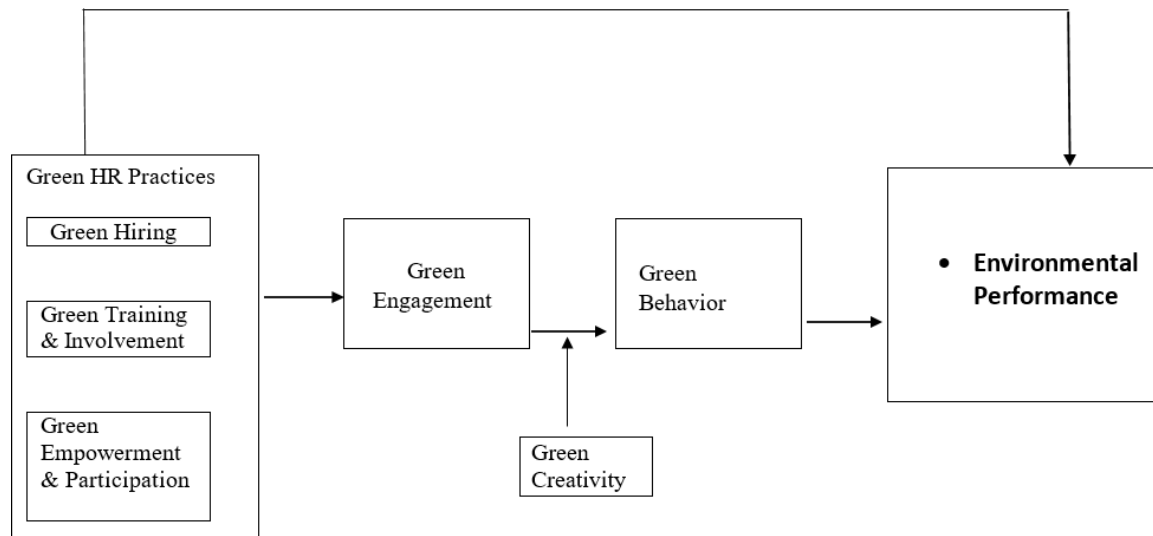 Green HR Practices
Green Hiring
Green Training
& Involvement
Green
Empowerment
& Participation
Green
Engagement
Green
Behavior
Green
Creativity
• Environmental
Performance